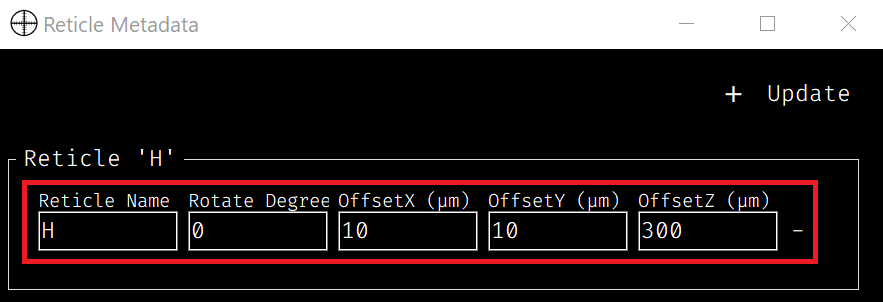 Reticle Metadata
+ Update
Reticle 'H'
Reticle Name Rotate Degree OffsetX (µm) OffsetY (µm) OffsetZ (µm)
H 0 10 10 300 -